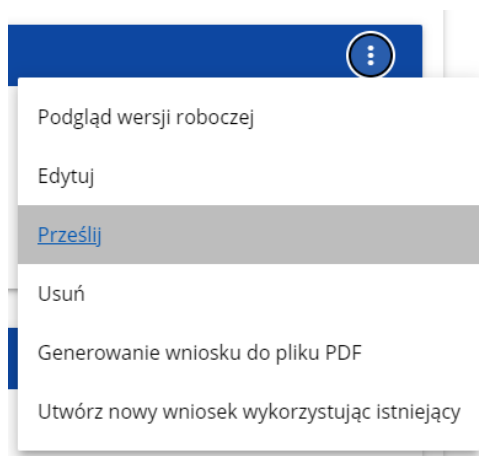 Podgląd wersji roboczej
Edytuj
Prześlij
Usuń
Generowanie wniosku do pliku PDF
Utwórz nowy wniosek wykorzystując istniejący